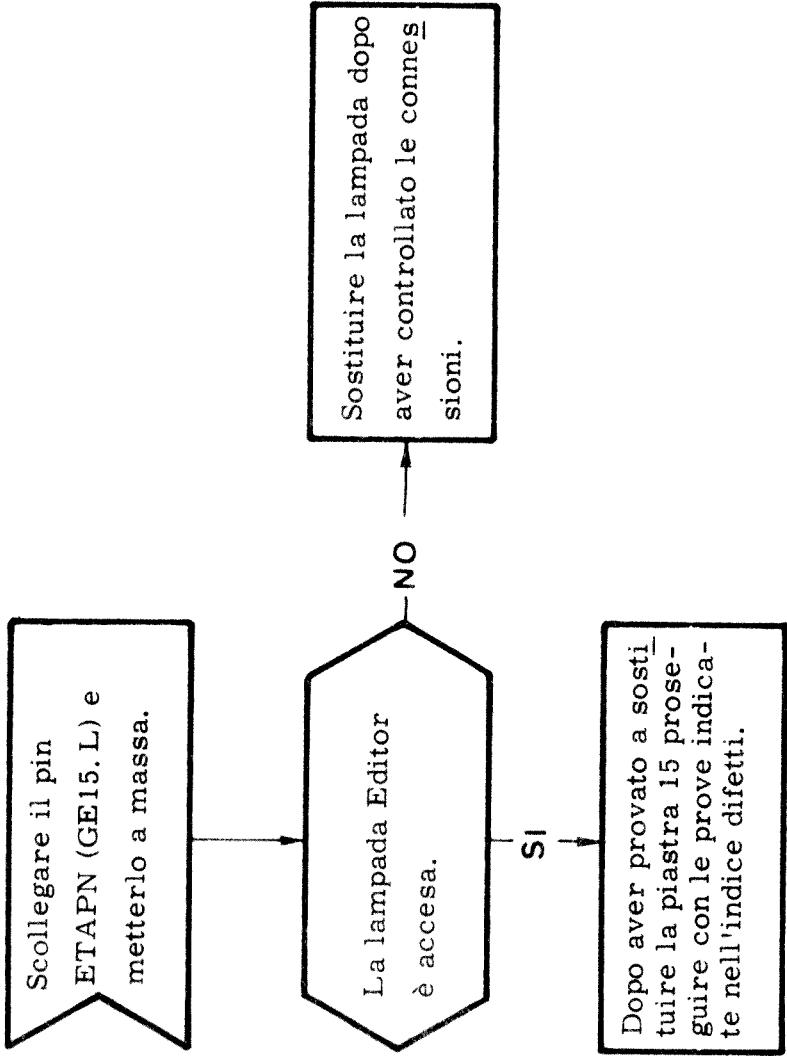 Scollegare il pin
ETAPN (GE15.L) e
metterlo a massa.
La lampada Editor
è accesa.
NO
Sostituire la lampada dopo
aver controllato le connes
sioni.
SI
Dopo aver provato a sosti
tuire la piastra 15 prose-
guire con le prove indica-
te nell'indice difetti.